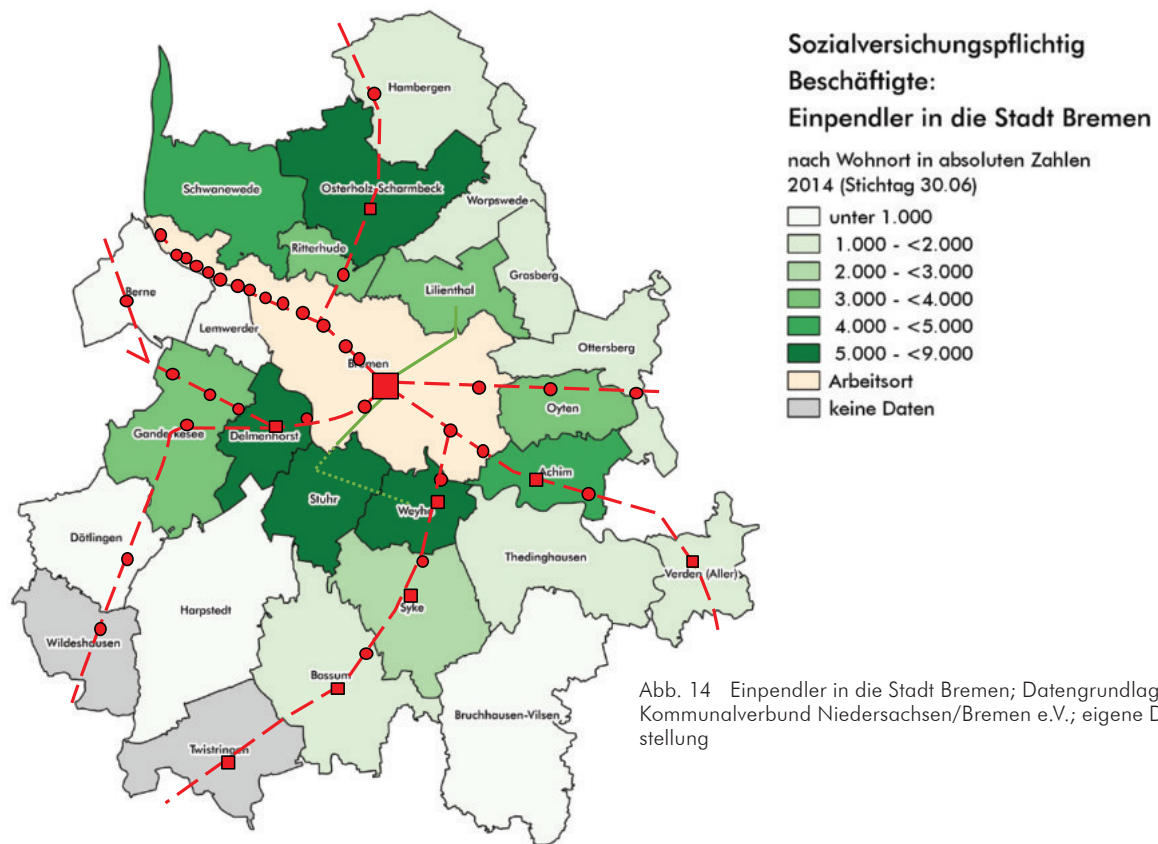 Sozialversichungspflichtig
Beschäftigte:
Einpendler in die Stadt Bremen
nach Wohnort in absoluten Zahlen
2014 (Stichtag 30.06)
unter 1.000
1.000 - <2.000
2.000 - <3.000
3.000 - <4.000
4.000 - <5.000
5.000 - <9.000
Arbeitsort
keine Daten
Hambergen
Schwanewede
Osterholz-Scharmbeck
Worpswede
Ritterhude
Grasberg
Lilienthal
Berne
Lemwerder
Ottersberg
Bremen
Oyten
Ganderkesee
Delmenhorst
Achim
Stuhr
Weyhe
Dötlingen
Thedinghausen
Verden (Aller)
Harpstedt
Syke
Wildeshausen
Bassum
Bruchhausen-Vilsen
Twistringen
Abb. 14 Einpendler in die Stadt Bremen; Datengrundlag
Kommunalverbund Niedersachsen/Bremen e.V.; eigene D
stellung